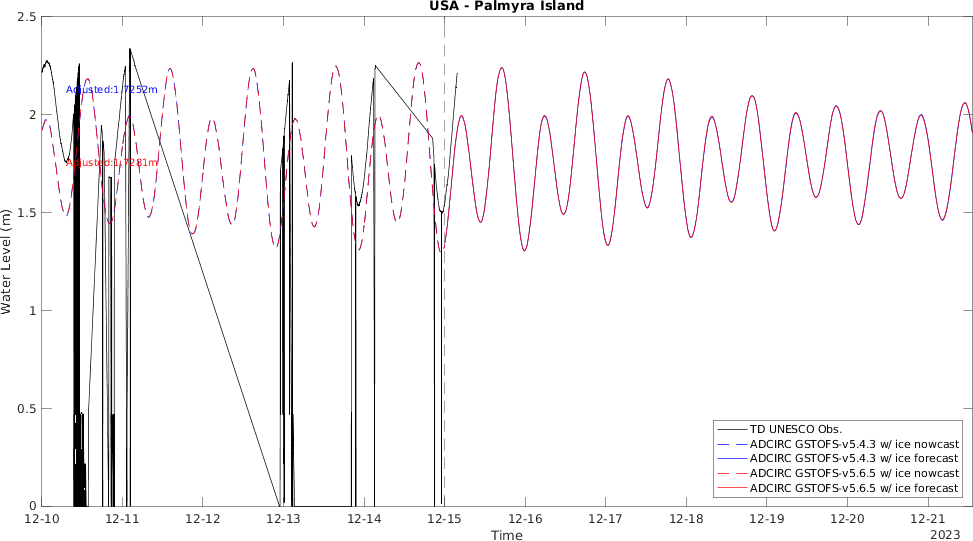 USA - Palmyra Island
2.5
2
1.5
1
0.5
0
Water Level (m)
Adjusted:1.7252m
Adjusted:1.7281m
TD UNESCO Obs.
ADCIRC GSTOFS-v5.4.3 w/ ice nowcast
ADCIRC GSTOFS-v5.4.3 w/ ice forecast
ADCIRC GSTOFS-v5.6.5 w/ ice nowcast
ADCIRC GSTOFS-v5.6.5 w/ ice forecast
12-10 12-11 12-12 12-13 12-14 12-15 12-16 12-17 12-18 12-19 12-20 12-21
2023
Time